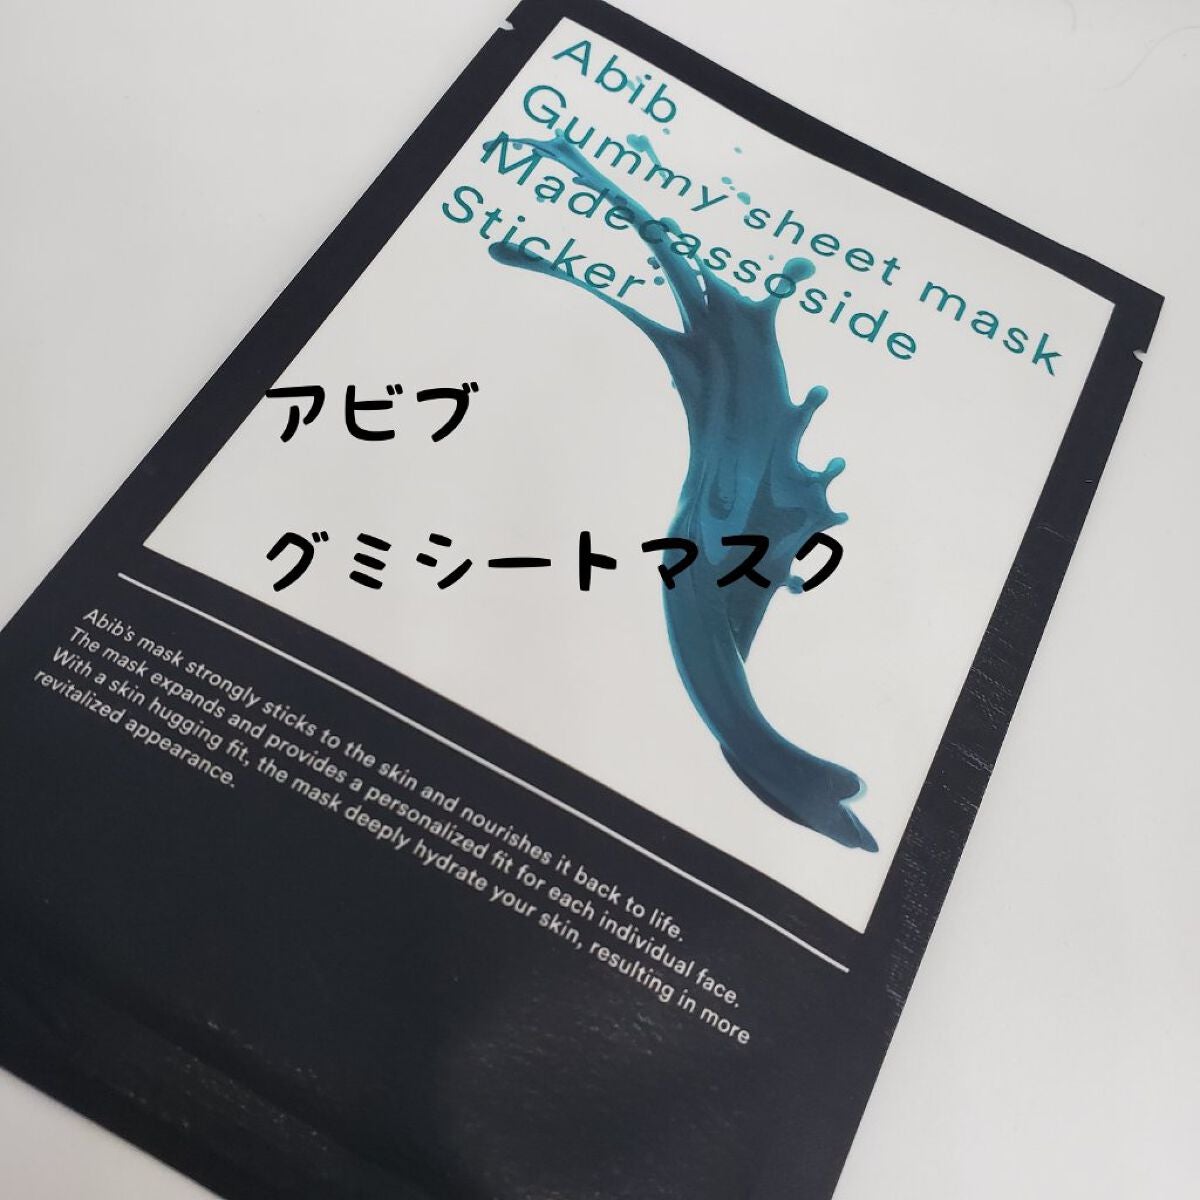 Abib
Gummy sheet mask
Madecassoside
Sticker
アビブ
グミシートマスク
Abib's mask strongly sticks to the skin and nourishes it back to life.
The mask expands and provides a personalized fit for each individual face.
With a skin hugging fit, the mask deeply hydrate your skin, resulting in more
revitalized appearance.